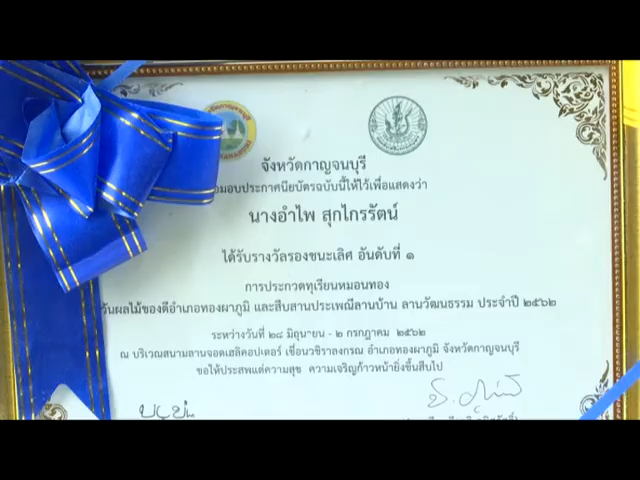 จังหวัดกาญจนบุรี
มอบประกาศนียบัตรฉบับนี้ให้ไว้เพื่อแสดงว่า
นางอำไพ สุกไกรรัตน์
ได้รับรางวัลรองชนะเลิศ อันดับที่ ๑
การประกวดทุเรียนหมอนทอง
วันผลไม้ของดีอำเภอทองผาภูมิ และสืบสานประเพณีลานบ้าน ลานวัฒนธรรม ประจำปี ๒๕๖๒
ระหว่างวันที่ ๒๘ มิถุนายน - ๒ กรกฎาคม ๒๕๖๒
ณ บริเวณสนามลานจอดเฮลิคอปเตอร์ เขื่อนวชิราลงกรณ อำเภอทองผาภูมิ จังหวัดกาญจนบุรี
ขอให้ประสพแต่ความสุข ความเจริญก้าวหน้ายิ่งขึ้นสืบไป